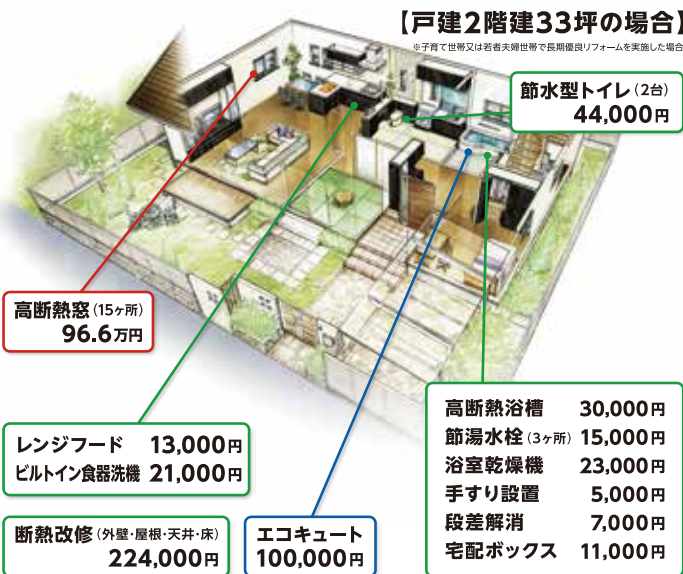 【戸建2階建33坪の場合】
※子育て世帯又は若者夫婦世帯で長期優良リフォームを実施した場合
節水型トイレ(2台)
44,000円
高断熱窓(15ヶ所)
96.6万円
レンジフード 13,000円
ビルトイン食器洗機 21,000円
断熱改修(外壁・屋根・天井・床)
224,000円
エコキュート
100,000円
高断熱浴槽 30,000円
節湯水栓(3ヶ所) 15,000円
浴室乾燥機 23,000円
手すり設置 5,000円
段差解消 7,000円
宅配ボックス 11,000円